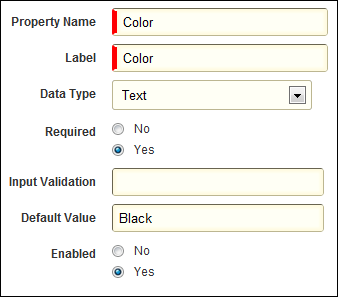 Property Name Color
Label Color
Data Type Text
Required No
Yes
Input Validation
Default Value Black
Enabled No
Yes